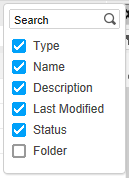 Search
Type
Name
Description
Last Modified
Status
Folder